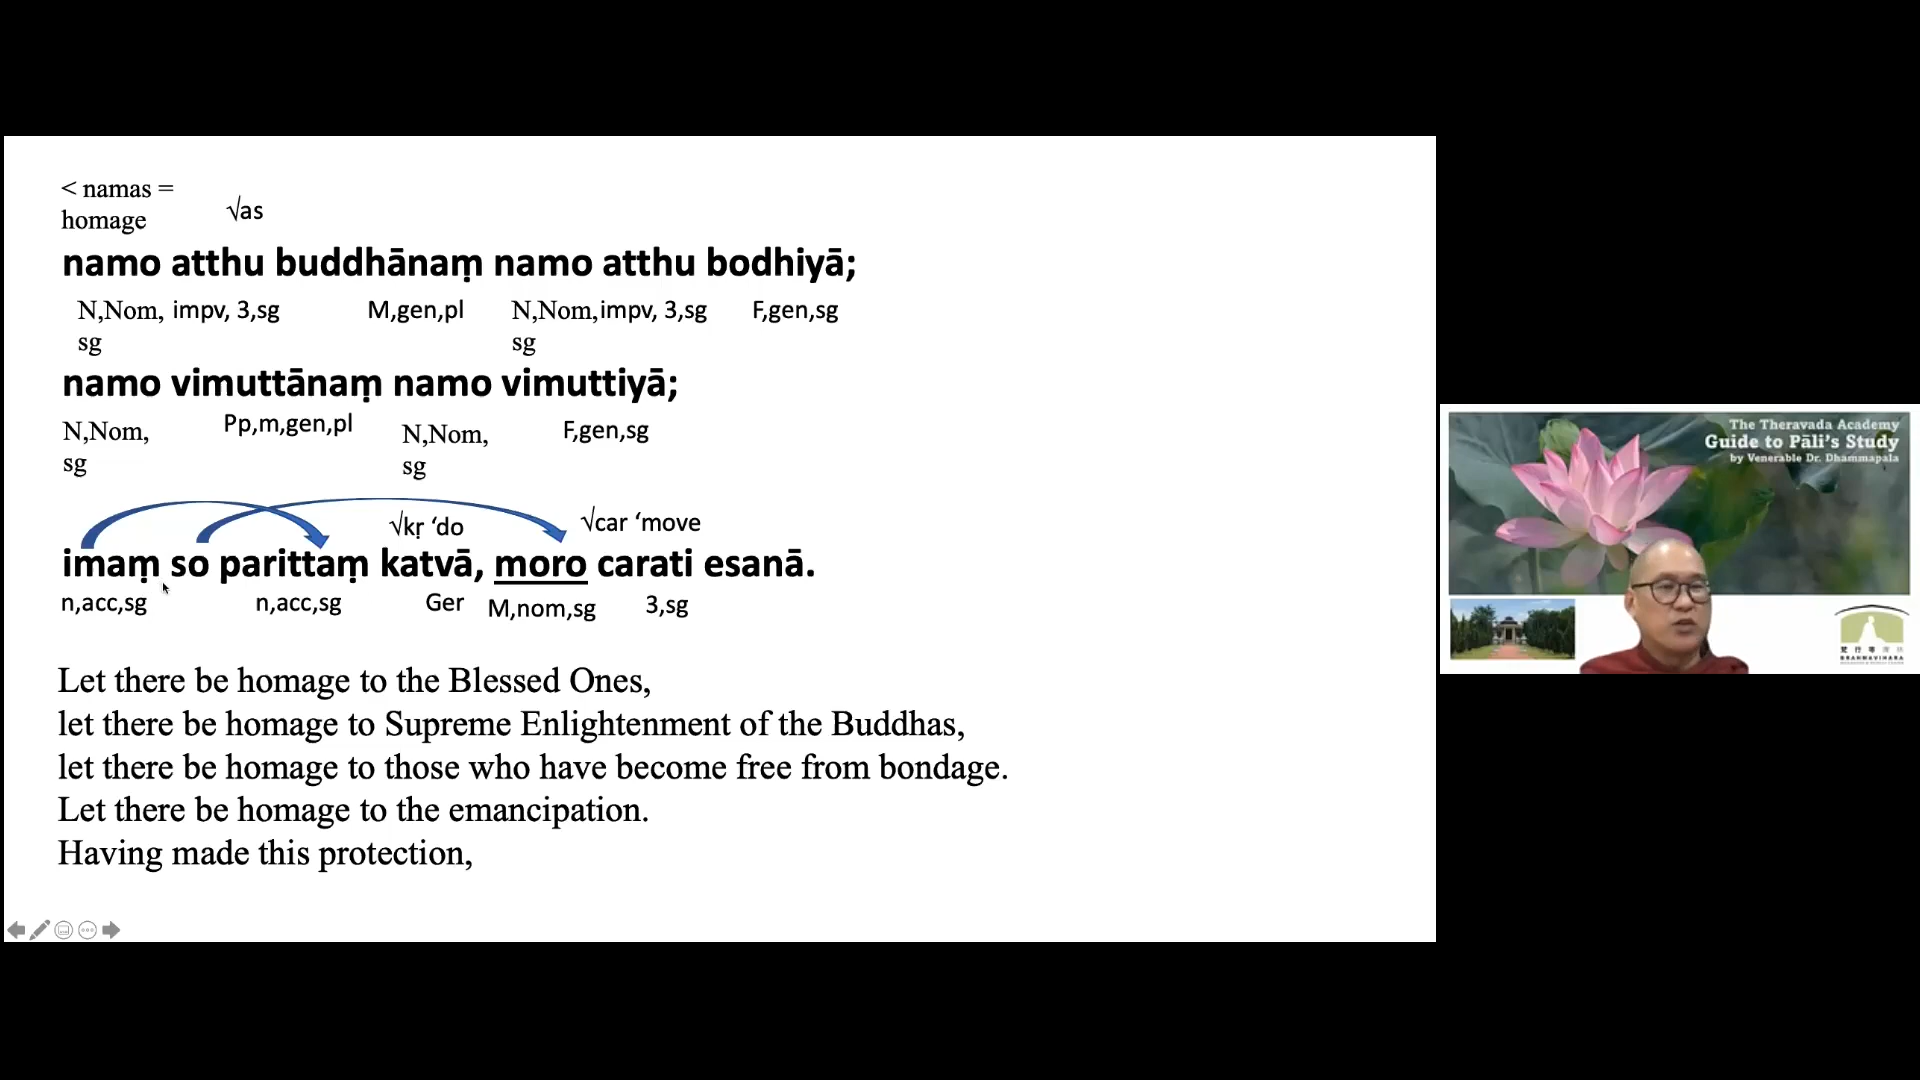 < namas =
homage
√as
namo atthu buddhānaṃ namo atthu bodhiyā;
N,Nom, impv, 3,sg M,gen,pl N,Nom,impv, 3,sg F,gen,sg
sg sg
namo vimuttānaṃ namo vimuttiyā;
N,Nom, Pp,m,gen,pl N,Nom, F,gen,sg
sg sg
√kṛ ‘do √car ‘move
imaṃ so parittaṃ katvā, moro carati esanā.
n,acc,sg n,acc,sg Ger M,nom,sg 3,sg
Let there be homage to the Blessed Ones,
let there be homage to Supreme Enlightenment of the Buddhas,
let there be homage to those who have become free from bondage.
Let there be homage to the emancipation.
Having made this protection,
The Theravada Academy
Guide to Pāli's Study
by Venerable Dr. Dhammapala